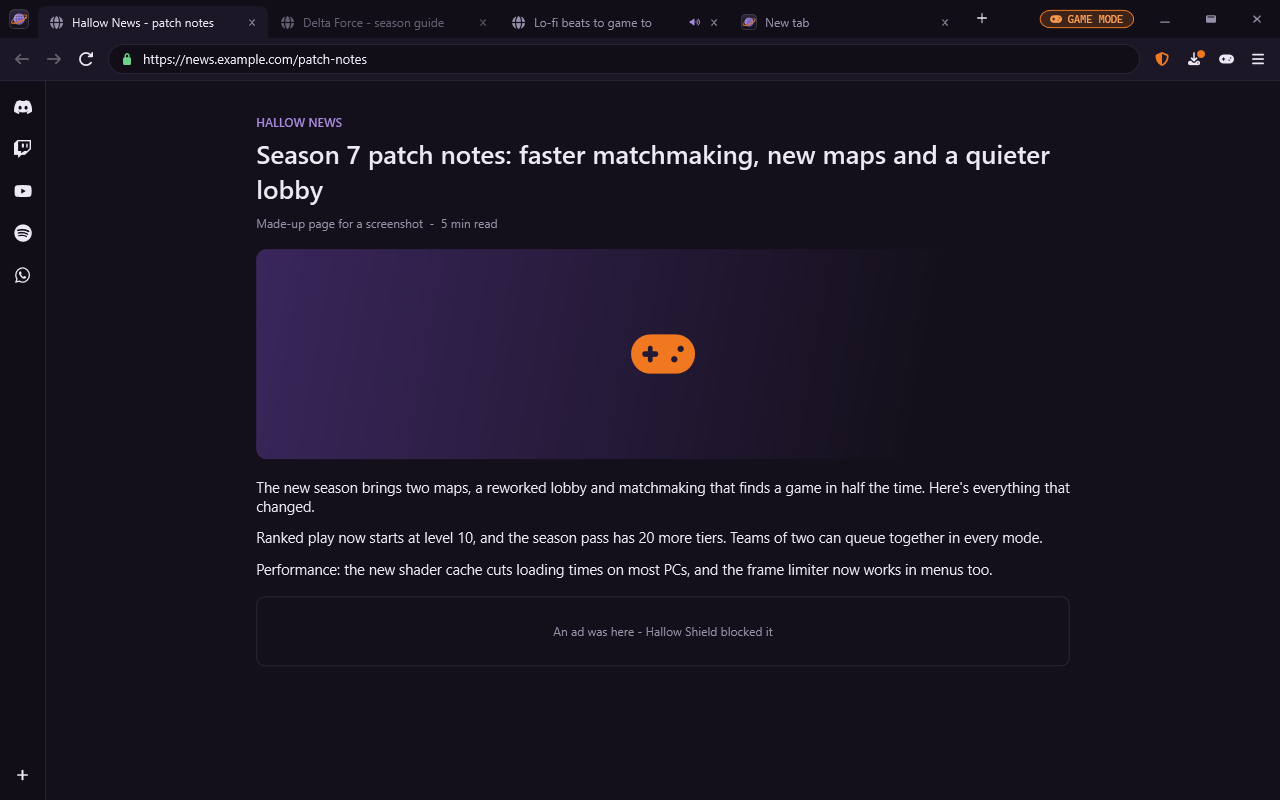 Hallow News - patch notes
Delta Force - season guide
Lo-fi beats to game to
New tab
GAME MODE
https://news.example.com/patch-notes
HALLOW NEWS
Season 7 patch notes: faster matchmaking, new maps and a quieter
lobby
Made-up page for a screenshot - 5 min read
The new season brings two maps, a reworked lobby and matchmaking that finds a game in half the time. Here's everything that
changed.
Ranked play now starts at level 10, and the season pass has 20 more tiers. Teams of two can queue together in every mode.
Performance: the new shader cache cuts loading times on most PCs, and the frame limiter now works in menus too.
An ad was here - Hallow Shield blocked it